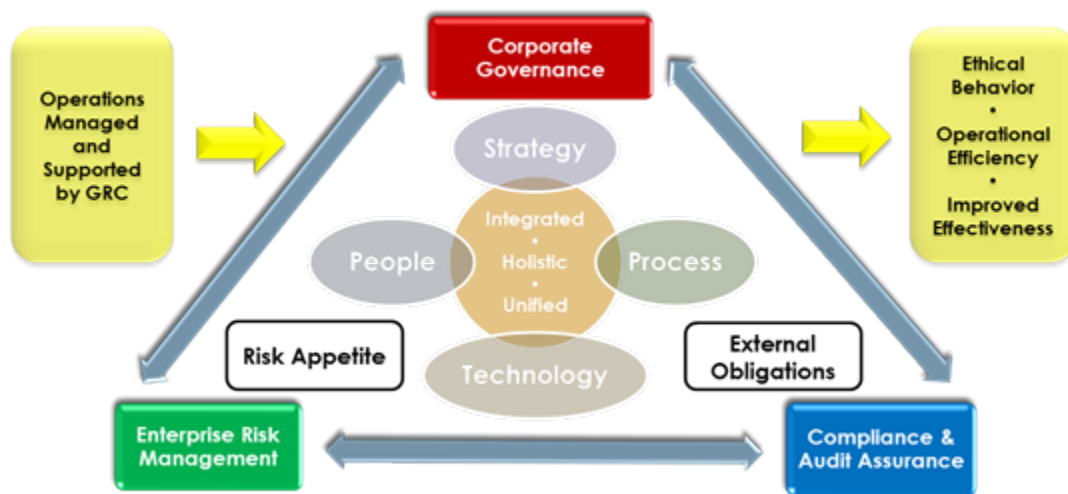 Corporate
Governance
Operations
Managed
and
Supported
by GRC
Ethical
Behavior
•
Operational
Efficiency
•
Improved
Effectiveness
Strategy
Integrated
•
Holistic
•
Unified
People
Process
Technology
Risk Appetite
External
Obligations
Enterprise Risk
Management
Compliance &
Audit Assurance